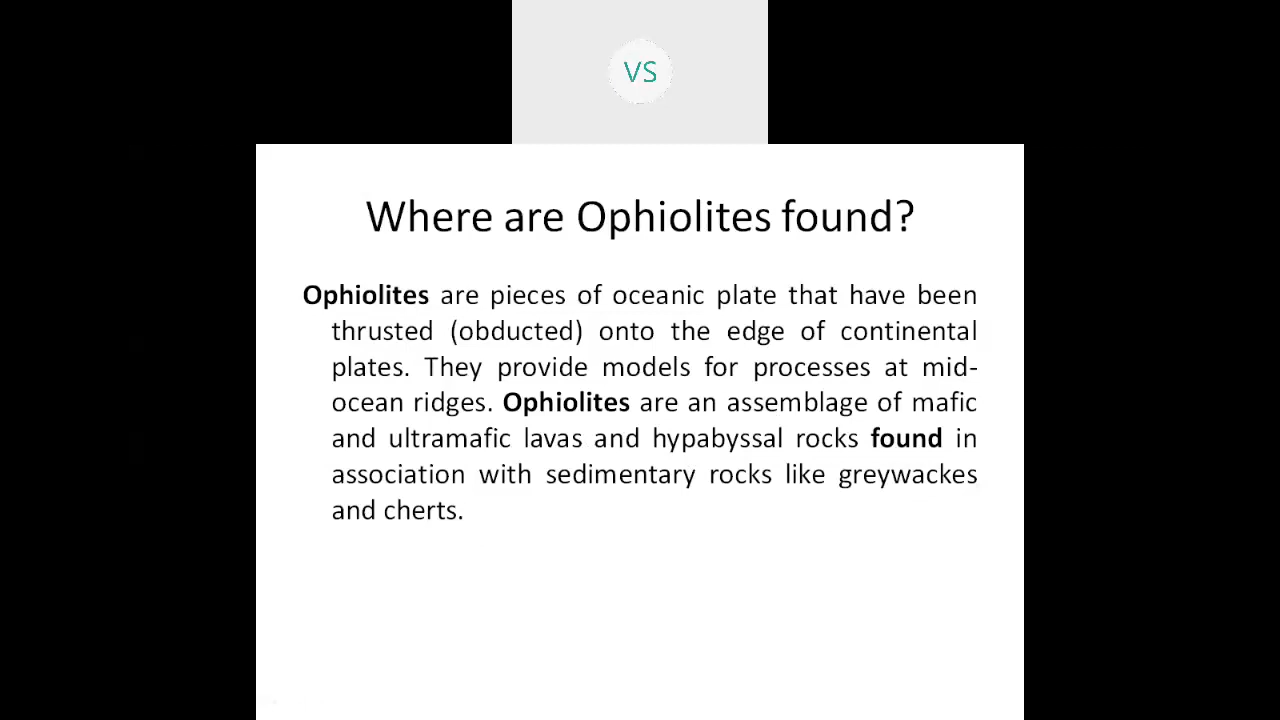 VS
Where are Ophiolites found?
Ophiolites are pieces of oceanic plate that have been
thrusted (obducted) onto the edge of continental
plates. They provide models for processes at mid-
ocean ridges. Ophiolites are an assemblage of mafic
and ultramafic lavas and hypabyssal rocks found in
association with sedimentary rocks like greywackes
and cherts.